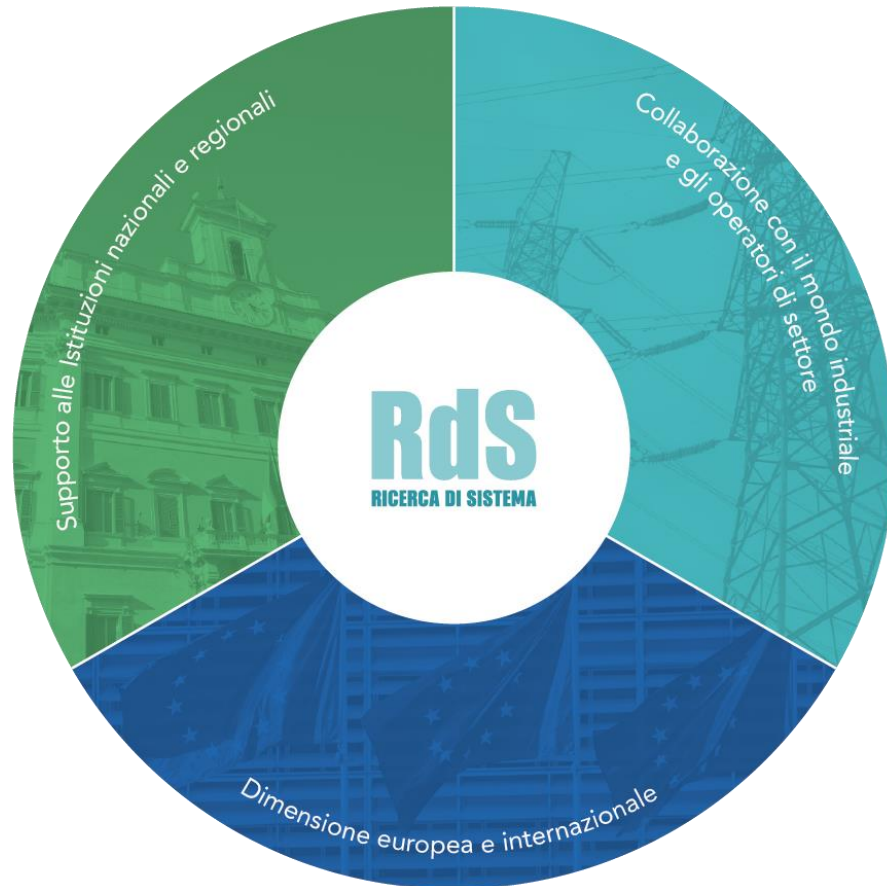 Supporto alle Istituzioni nazionali e regionali
Collaborazione con il mondo industriale
e gli operatori di settore
RdS
RICERCA DI SISTEMA
Dimensione europea e internazionale